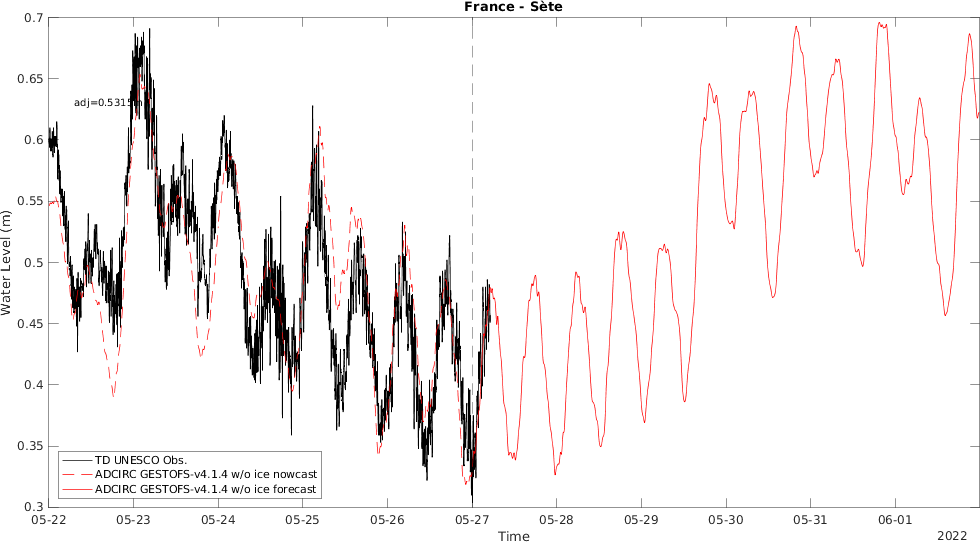 France - Sète
0.7
0.65
0.6
0.55
0.5
0.45
0.4
0.35
0.3
Water Level (m)
adj=0.5315m
TD UNESCO Obs.
ADCIRC GESTOFS-v4.1.4 w/o ice nowcast
ADCIRC GESTOFS-v4.1.4 w/o ice forecast
05-22 05-23 05-24 05-25 05-26 05-27 05-28 05-29 05-30 05-31 06-01
Time
2022